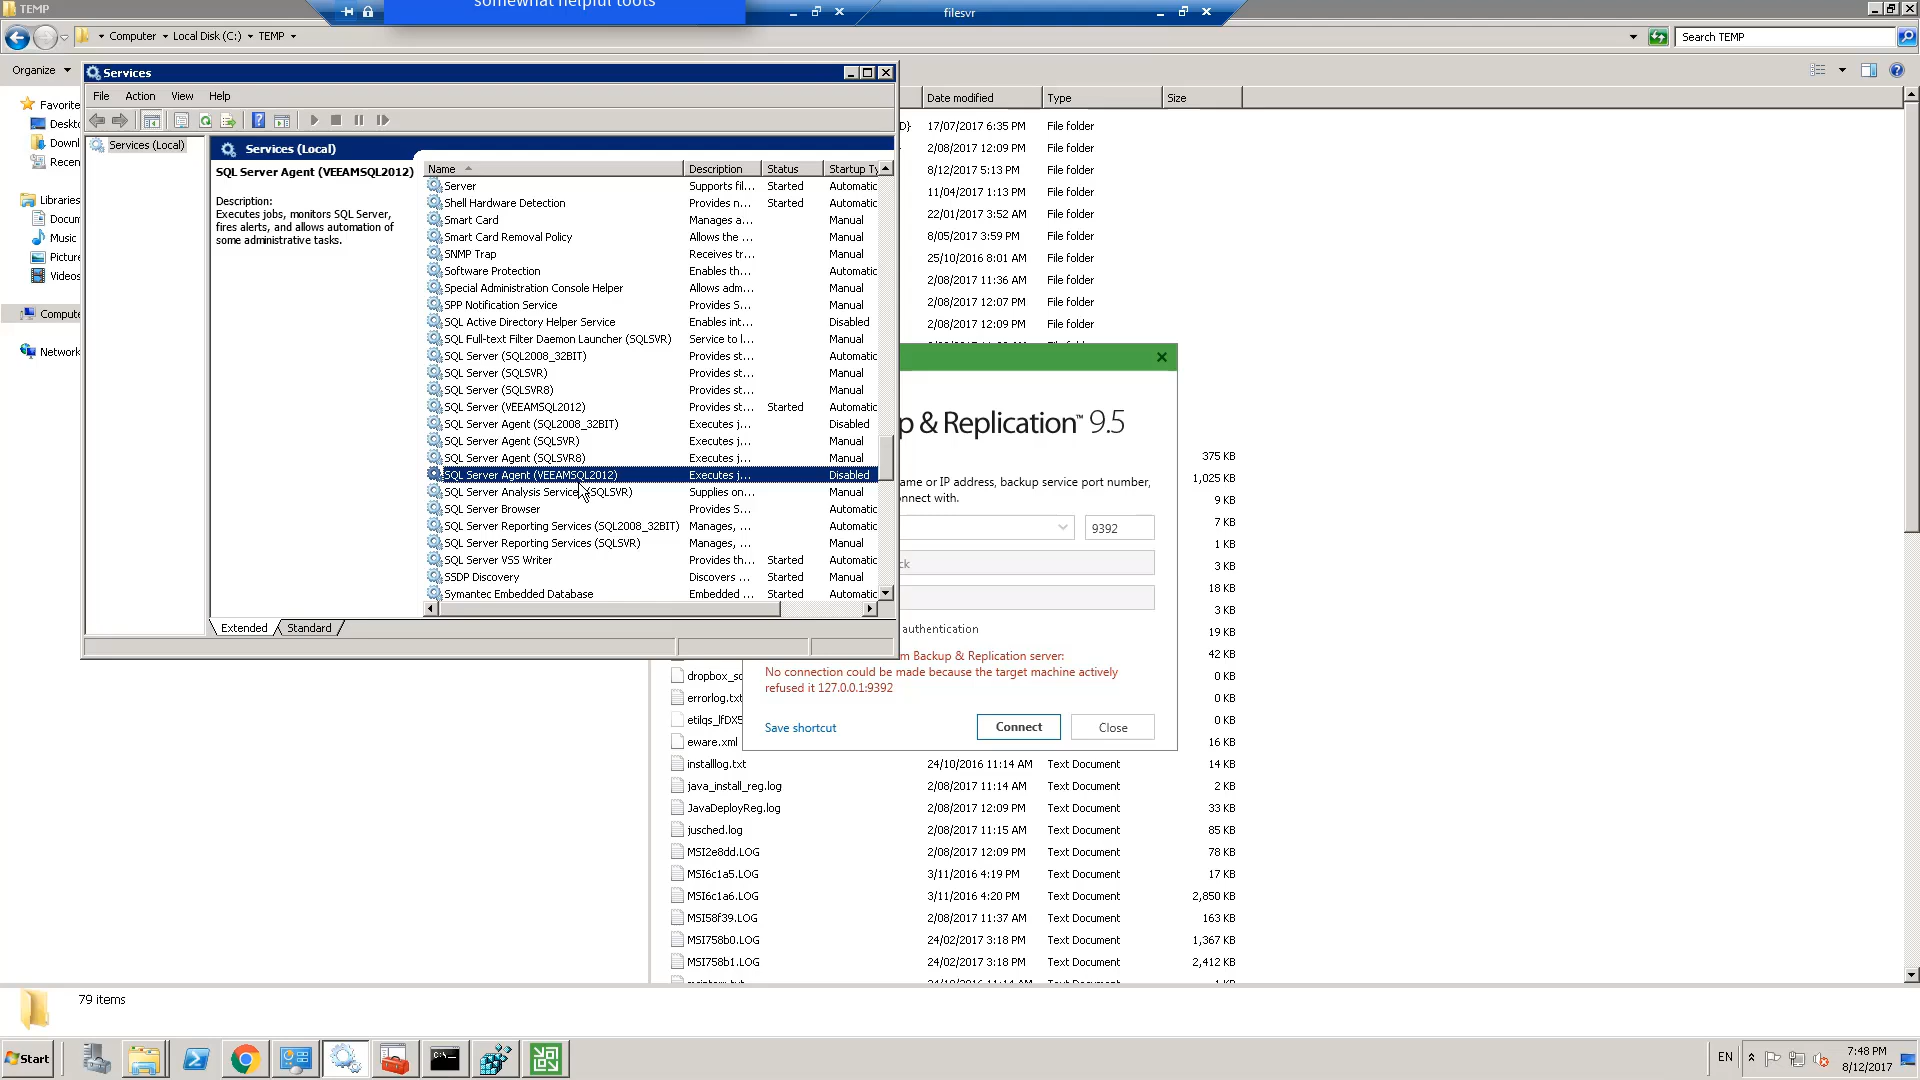 TEMP
somewhat helpful tools
filesvr
Computer
Local Disk (C:)
TEMP
Search TEMP
Organize
Favorite
Deskto
Downl
Recen
Libraries
Docum
Music
Picture
Videos
Compute
Network
Services
File
Action
View
Help
Services (Local)
Services (Local)
SQL Server Agent (VEEAMSQL2012)
Description:
Executes jobs, monitors SQL Server,
fires alerts, and allows automation of
some administrative tasks.
Name Description Status Startup Ty
Server Supports fil... Started Automatic
Shell Hardware Detection Provides n... Started Automatic
Smart Card Manages a... Manual
Smart Card Removal Policy Allows the ... Manual
SNMP Trap Receives tr... Manual
Software Protection Enables th... Automatic
Special Administration Console Helper Allows adm... Manual
SPP Notification Service Provides S... Manual
SQL Active Directory Helper Service Enables int... Disabled
SQL Full-text Filter Daemon Launcher (SQLSVR) Service to l... Manual
SQL Server (SQL2008_32BIT) Provides st... Automatic
SQL Server (SQLSVR) Provides st... Manual
SQL Server (SQLSVR8) Provides st... Manual
SQL Server (VEEAMSQL2012) Provides st... Started Automatic
SQL Server Agent (SQL2008_32BIT) Executes j... Disabled
SQL Server Agent (SQLSVR) Executes j... Manual
SQL Server Agent (SQLSVR8) Executes j... Manual
SQL Server Agent (VEEAMSQL2012) Executes j... Disabled
SQL Server Analysis Services (SQLSVR) Supplies on... Manual
SQL Server Browser Provides S... Automatic
SQL Server Reporting Services (SQL2008_32BIT) Manages, ... Automatic
SQL Server Reporting Services (SQLSVR) Manages, ... Manual
SQL Server VSS Writer Provides th... Started Automatic
SSDP Discovery Discovers ... Started Manual
Symantec Embedded Database Embedded ... Started Automatic
Extended
Standard
Date modified Type Size
D} 17/07/2017 6:35 PM File folder
2/08/2017 12:09 PM File folder
8/12/2017 5:13 PM File folder
11/04/2017 1:13 PM File folder
22/01/2017 3:52 AM File folder
8/05/2017 3:59 PM File folder
25/10/2016 8:01 AM File folder
2/08/2017 11:36 AM File folder
2/08/2017 12:07 PM File folder
2/08/2017 12:09 PM File folder
p & Replication™ 9.5
ame or IP address, backup service port number,
nnect with.
9392
ck
authentication
m Backup & Replication server:
No connection could be made because the target machine actively
refused it 127.0.0.1:9392
Save shortcut
Connect
Close
375 KB
1,025 KB
9 KB
7 KB
1 KB
3 KB
18 KB
3 KB
19 KB
42 KB
dropbox_sc 0 KB
errorlog.txt 0 KB
etilqs_lfDX5 0 KB
eware.xml 16 KB
installlog.txt 24/10/2016 11:14 AM Text Document 14 KB
java_install_reg.log 2/08/2017 11:14 AM Text Document 2 KB
JavaDeployReg.log 2/08/2017 12:09 PM Text Document 33 KB
jusched.log 2/08/2017 11:15 AM Text Document 85 KB
MSI2e8dd.LOG 2/08/2017 12:09 PM Text Document 78 KB
MSI6c1a5.LOG 3/11/2016 4:19 PM Text Document 17 KB
MSI6c1a6.LOG 3/11/2016 4:20 PM Text Document 2,850 KB
MSI58f39.LOG 2/08/2017 11:37 AM Text Document 163 KB
MSI758b0.LOG 24/02/2017 3:18 PM Text Document 1,367 KB
MSI758b1.LOG 24/02/2017 3:18 PM Text Document 2,412 KB
79 items
Start
EN
7:48 PM
8/12/2017